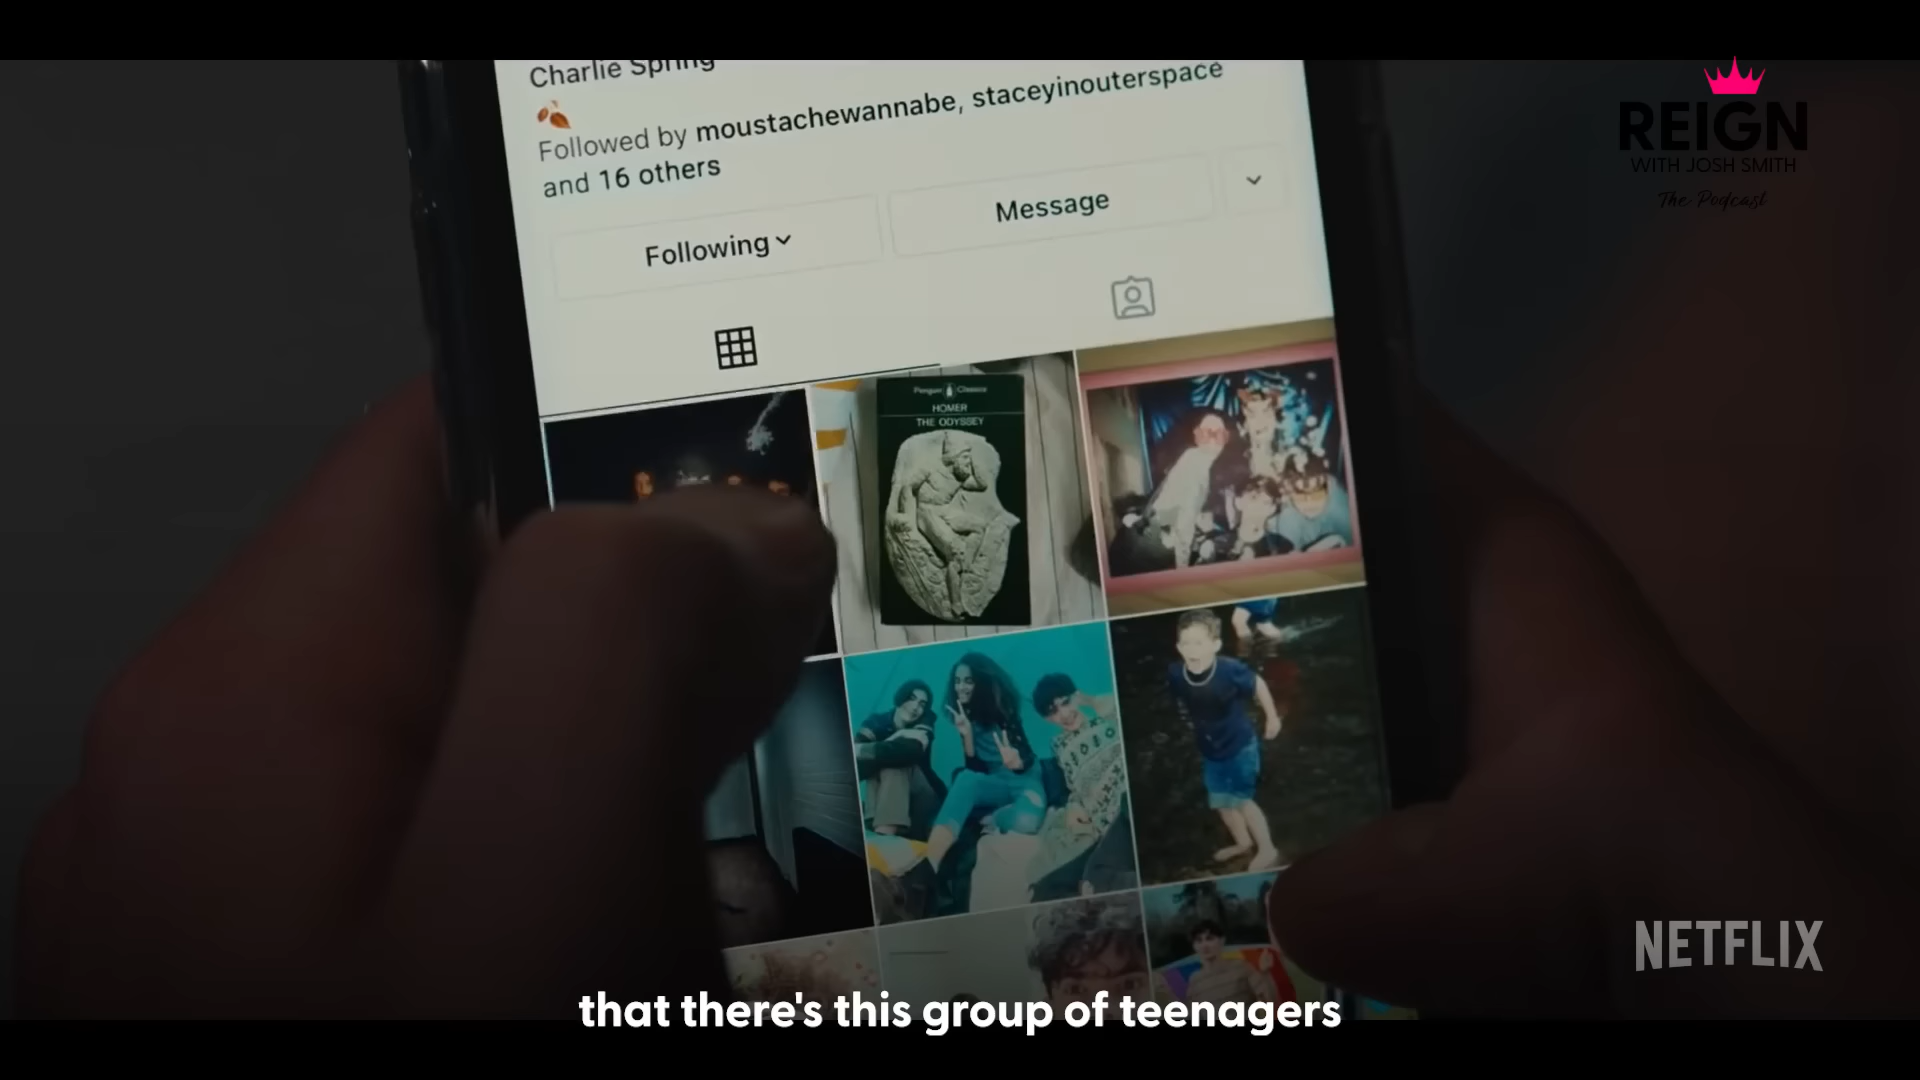 Charlie Spring
Followed by moustachewannabe, staceyinouterspace
and 16 others
Following
Message
Penguin Classics
HOMER
THE ODYSSEY
REIGN
WITH JOSH SMITH
The Podcast
NETFLIX
that there's this group of teenagers